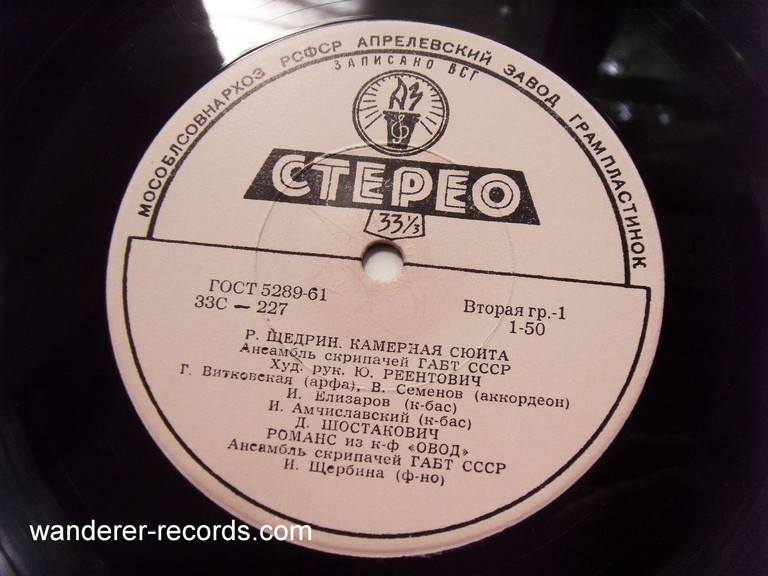 МОСОБЛСОВНАРХОЗ РСФСР АПРЕЛЕВСКИЙ ЗАВОД ГРАМПЛАСТИНОК
ЗАПИСАНО ВСГ
АЗ
СТЕРЕО
33⅓
ГОСТ 5289-61
33С — 227
Вторая гр.-1
1-50
Р. ЩЕДРИН. КАМЕРНАЯ СЮИТА
Ансамбль скрипачей ГАБТ СССР
Худ. рук. Ю. РЕЕНТОВИЧ
Г. Витковская (арфа), В. Семенов (аккордеон)
И. Елизаров (к-бас)
И. Амчиславский (к-бас)
Д. ШОСТАКОВИЧ
РОМАНС из к-ф «ОВОД»
Ансамбль скрипачей ГАБТ СССР
И. Щербина (ф-но)
wanderer-records.com